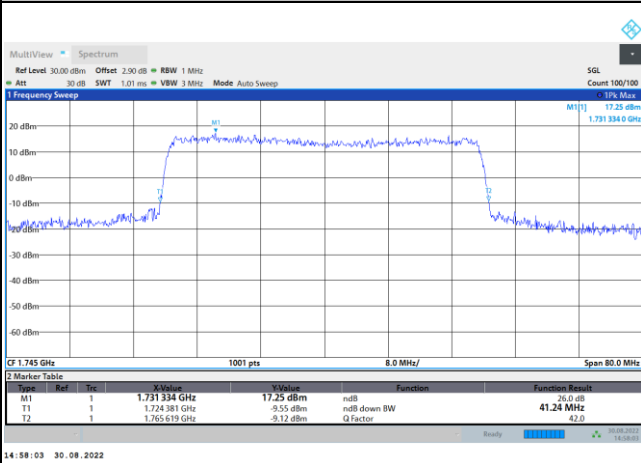 MultiView Spectrum
Ref Level 30.00 dBm Offset 2.90 dB RBW 1 MHz SGL
Att 30 dB SWT 1.01 ms VBW 3 MHz Mode Auto Sweep Count 100/100
1 Frequency Sweep 1Pk Max
M1[1] 17.25 dBm
1.731 334 0 GHz
M1
20 dBm
10 dBm
0 dBm
T1 T2
-10 dBm
-20 dBm
-30 dBm
-40 dBm
-50 dBm
-60 dBm
CF 1.745 GHz 1001 pts 8.0 MHz/ Span 80.0 MHz
2 Marker Table
Type Ref Trc X-Value Y-Value Function Function Result
M1 1 1.731 334 GHz 17.25 dBm ndB 26.0 dB
T1 1 1.724 381 GHz -9.55 dBm ndB down BW 41.24 MHz
T2 1 1.765 619 GHz -9.12 dBm Q Factor 42.0
Ready 30.08.2022
14:58:03
14:58:03 30.08.2022